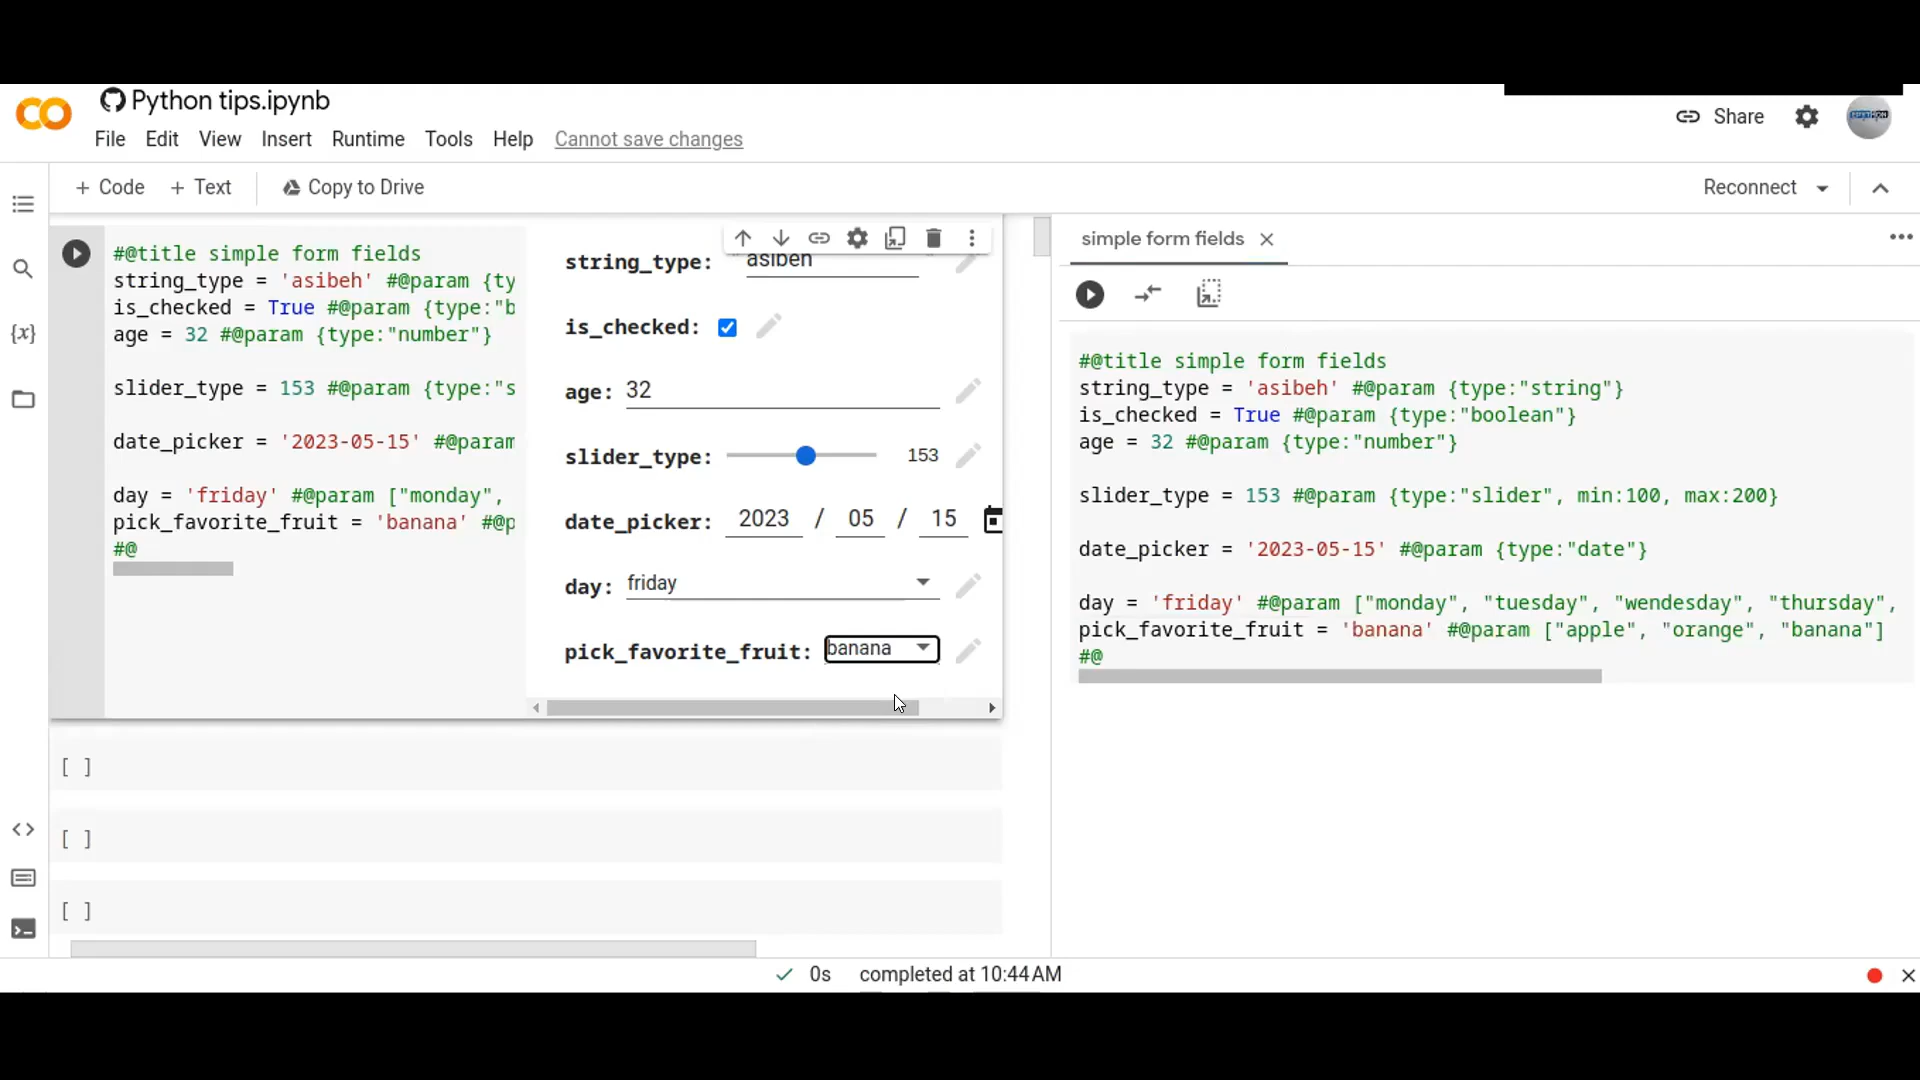 Python tips.ipynb
File Edit View Insert Runtime Tools Help Cannot save changes
Share
+ Code + Text Copy to Drive
Reconnect
#@title simple form fields
string_type = 'asibeh' #@param {ty
is_checked = True #@param {type:"b
age = 32 #@param {type:"number"}
slider_type = 153 #@param {type:"s
date_picker = '2023-05-15' #@param
day = 'friday' #@param ["monday",
pick_favorite_fruit = 'banana' #@p
#@
string_type: asibeh
is_checked:
age: 32
slider_type: 153
date_picker: 2023 / 05 / 15
day: friday
pick_favorite_fruit: banana
[ ]
[ ]
[ ]
simple form fields
#@title simple form fields
string_type = 'asibeh' #@param {type:"string"}
is_checked = True #@param {type:"boolean"}
age = 32 #@param {type:"number"}
slider_type = 153 #@param {type:"slider", min:100, max:200}
date_picker = '2023-05-15' #@param {type:"date"}
day = 'friday' #@param ["monday", "tuesday", "wendesday", "thursday",
pick_favorite_fruit = 'banana' #@param ["apple", "orange", "banana"]
#@
0s completed at 10:44 AM